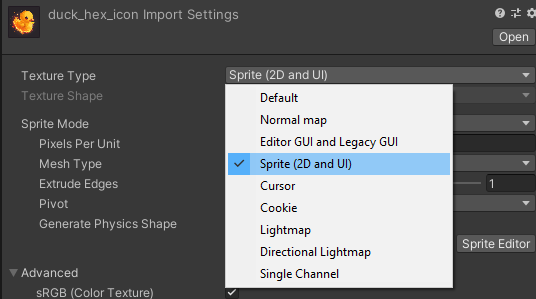 duck_hex_icon Import Settings
Open
Texture Type
Sprite (2D and UI)
Texture Shape
Default
Normal map
Editor GUI and Legacy GUI
Sprite (2D and UI)
Cursor
Cookie
Lightmap
Directional Lightmap
Single Channel
Sprite Mode
Pixels Per Unit
Mesh Type
Extrude Edges
1
Pivot
Generate Physics Shape
Sprite Editor
Advanced
sRGB (Color Texture)